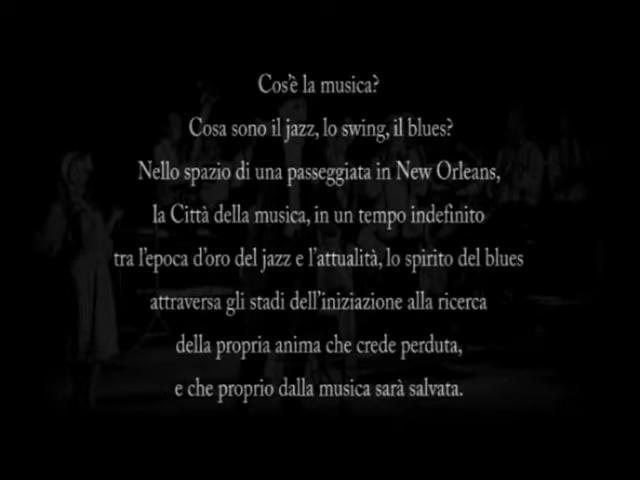 Cos'è la musica?
Cosa sono il jazz, lo swing, il blues?
Nello spazio di una passeggiata in New Orleans,
la Città della musica, in un tempo indefinito
tra l'epoca d'oro del jazz e l'attualità, lo spirito del blues
attraversa gli stadi dell'iniziazione alla ricerca
della propria anima che crede perduta,
e che proprio dalla musica sarà salvata.